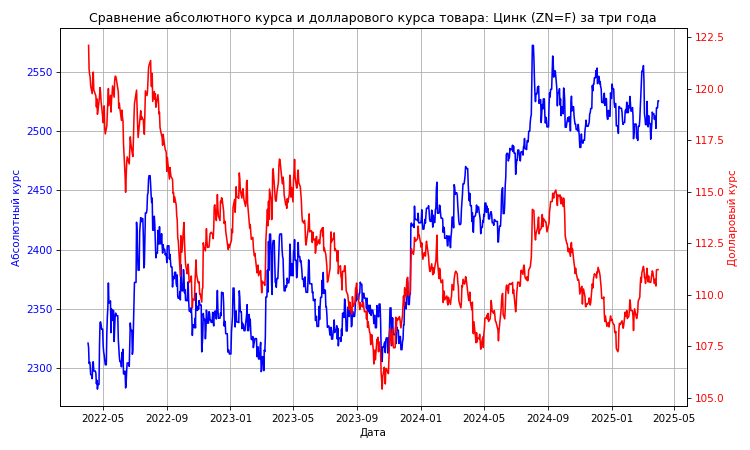 Сравнение абсолютного курса и долларового курса товара: Цинк (ZN=F) за три года
Абсолютный курс
2550
2500
2450
2400
2350
2300
122.5
120.0
117.5
115.0
112.5
110.0
107.5
105.0
Долларовый курс
2022-05 2022-09 2023-01 2023-05 2023-09 2024-01 2024-05 2024-09 2025-01 2025-05
Дата